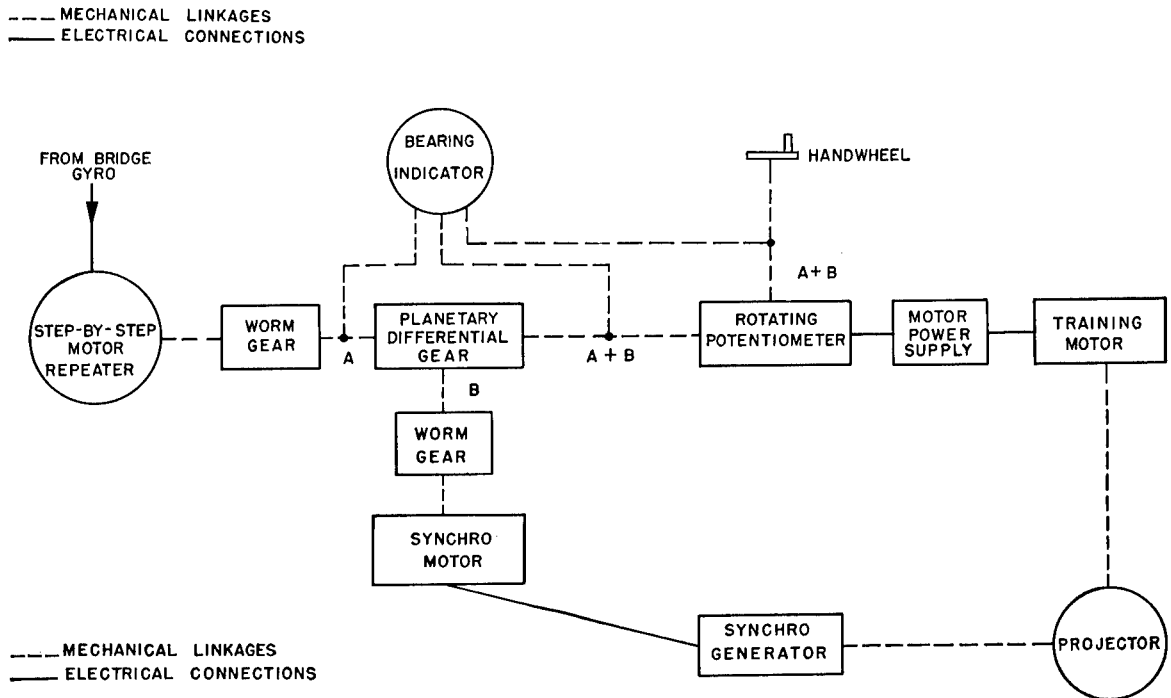 MECHANICAL LINKAGES
ELECTRICAL CONNECTIONS
FROM BRIDGE
GYRO
BEARING
INDICATOR
HANDWHEEL
A+B
STEP-BY-STEP
MOTOR
REPEATER
WORM
GEAR
A
PLANETARY
DIFFERENTIAL
GEAR
A + B
ROTATING
POTENTIOMETER
MOTOR
POWER
SUPPLY
TRAINING
MOTOR
B
WORM
GEAR
SYNCHRO
MOTOR
SYNCHRO
GENERATOR
PROJECTOR
MECHANICAL LINKAGES
ELECTRICAL CONNECTIONS